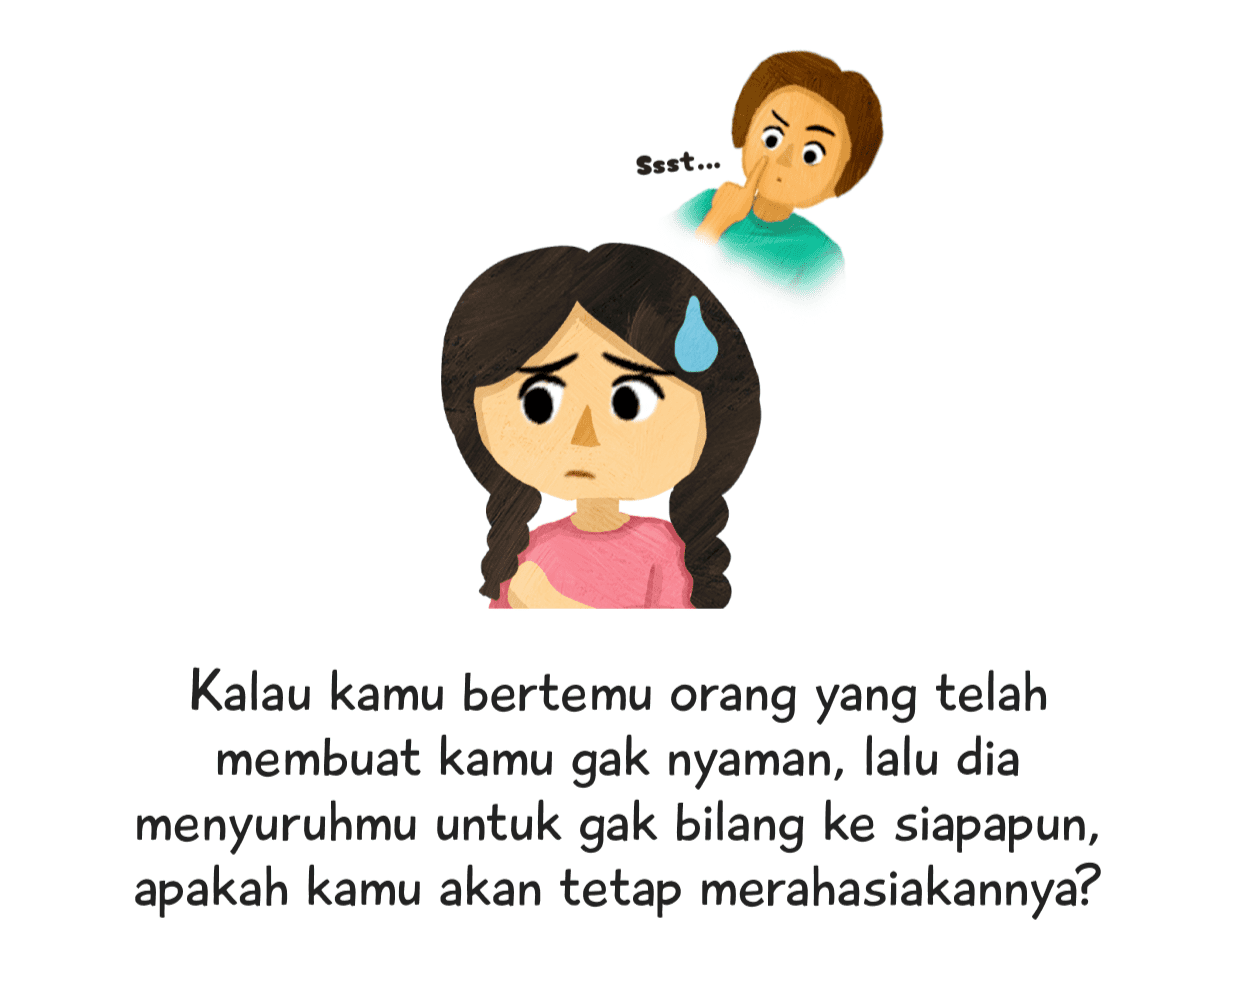 Ssst...
Kalau kamu bertemu orang yang telah
membuat kamu gak nyaman, lalu dia
menyuruhmu untuk gak bilang ke siapapun,
apakah kamu akan tetap merahasiakannya?